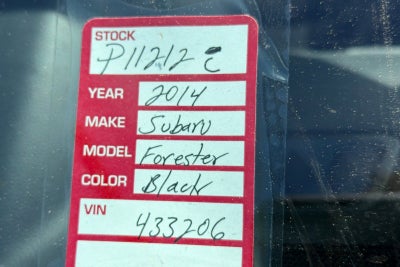 STOCK
P11212 C
YEAR 2014
MAKE Subaru
MODEL Forester
COLOR Black
VIN
433206